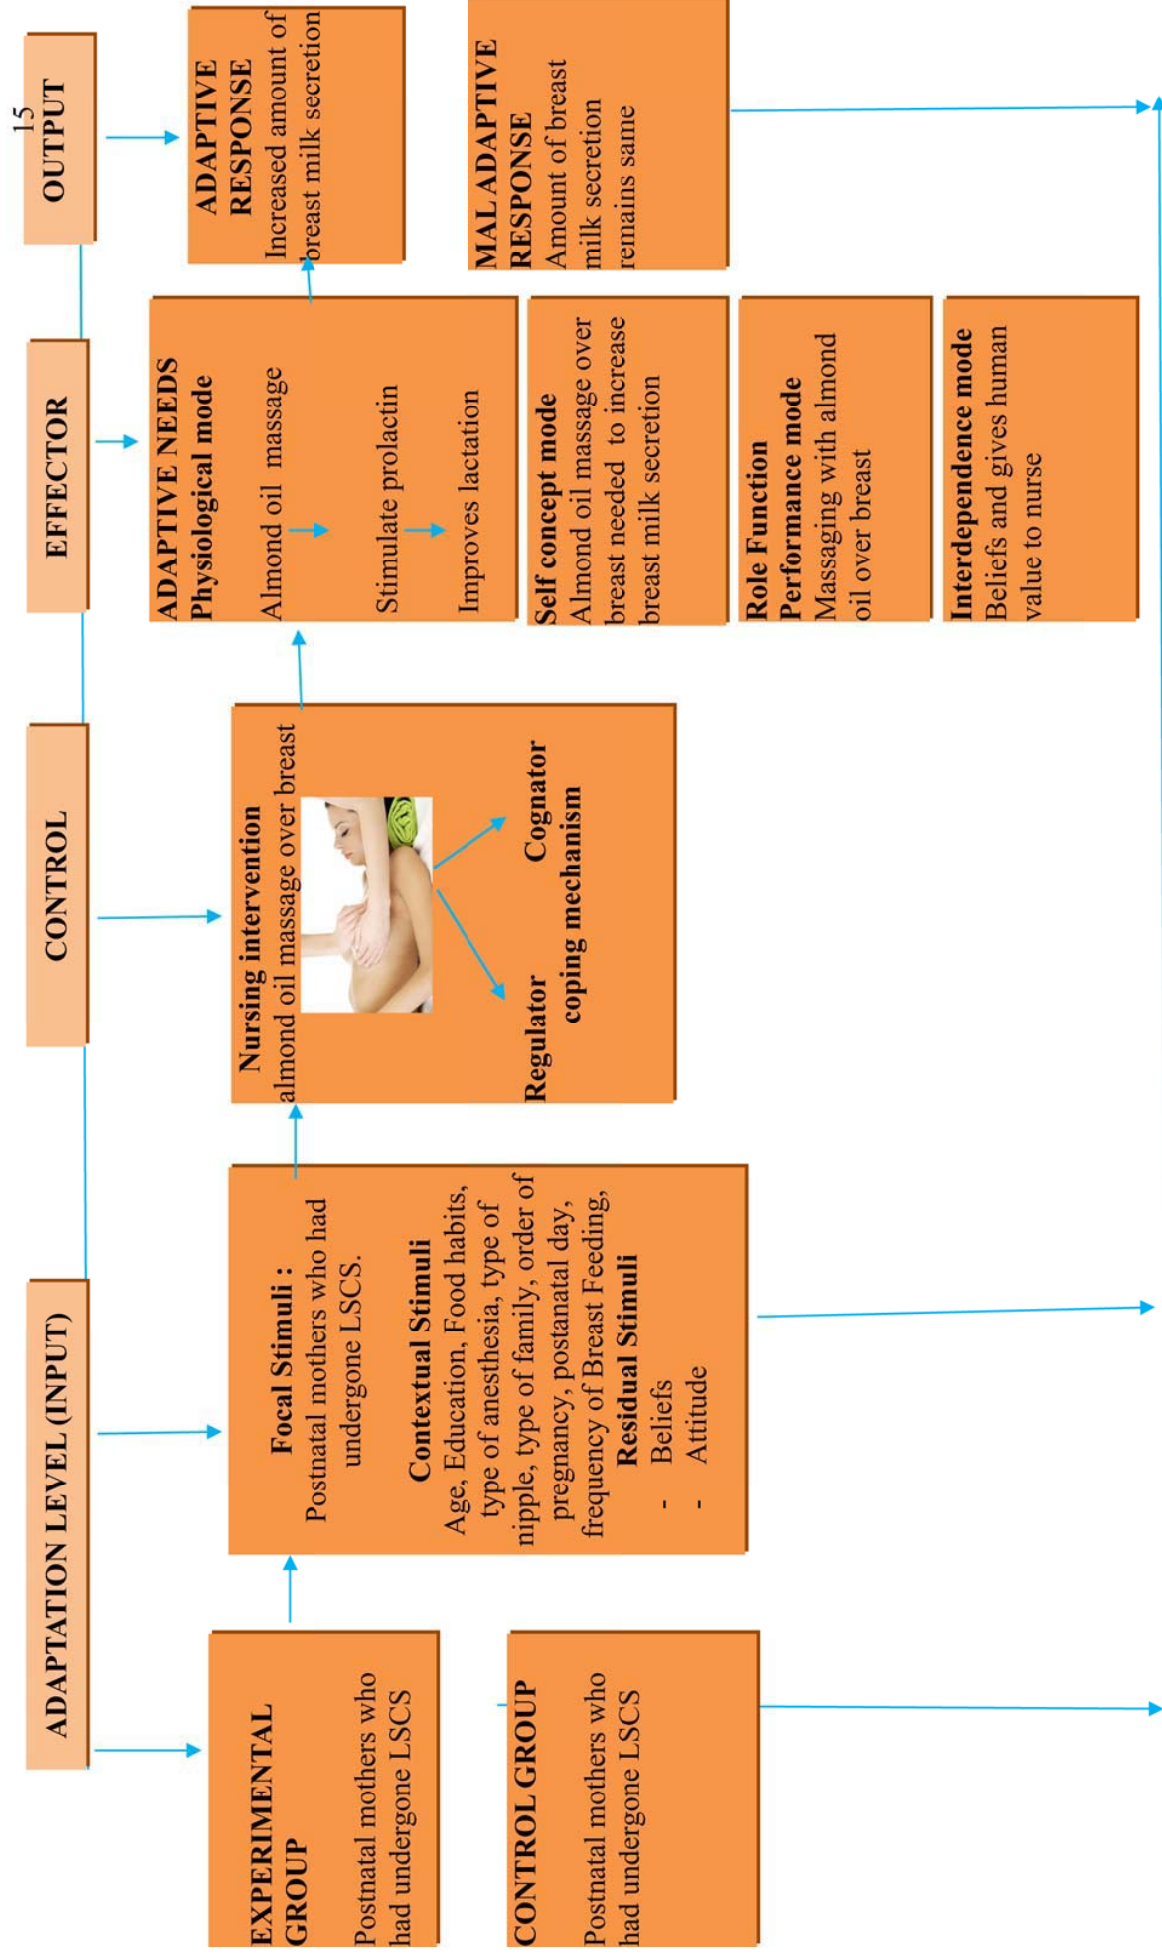 15
ADAPTATION LEVEL (INPUT)
CONTROL
EFFECTOR
OUTPUT
EXPERIMENTAL
GROUP
Postnatal mothers who
had undergone LSCS
CONTROL GROUP
Postnatal mothers who
had undergone LSCS
Focal Stimuli :
Postnatal mothers who had
undergone LSCS.
Contextual Stimuli
Age, Education, Food habits,
type of anesthesia, type of
nipple, type of family, order of
pregnancy, postanatal day,
frequency of Breast Feeding,
Residual Stimuli
- Beliefs
- Attitude
Nursing intervention
almond oil massage over breast
Regulator Cognator
coping mechanism
ADAPTIVE NEEDS
Physiological mode
Almond oil massage
Stimulate prolactin
Improves lactation
Self concept mode
Almond oil massage over
breast needed to increase
breast milk secretion
Role Function
Performance mode
Massaging with almond
oil over breast
Interdependence mode
Beliefs and gives human
value to nurse
ADAPTIVE
RESPONSE
Increased amount of
breast milk secretion
MAL ADAPTIVE
RESPONSE
Amount of breast
milk secretion
remains same